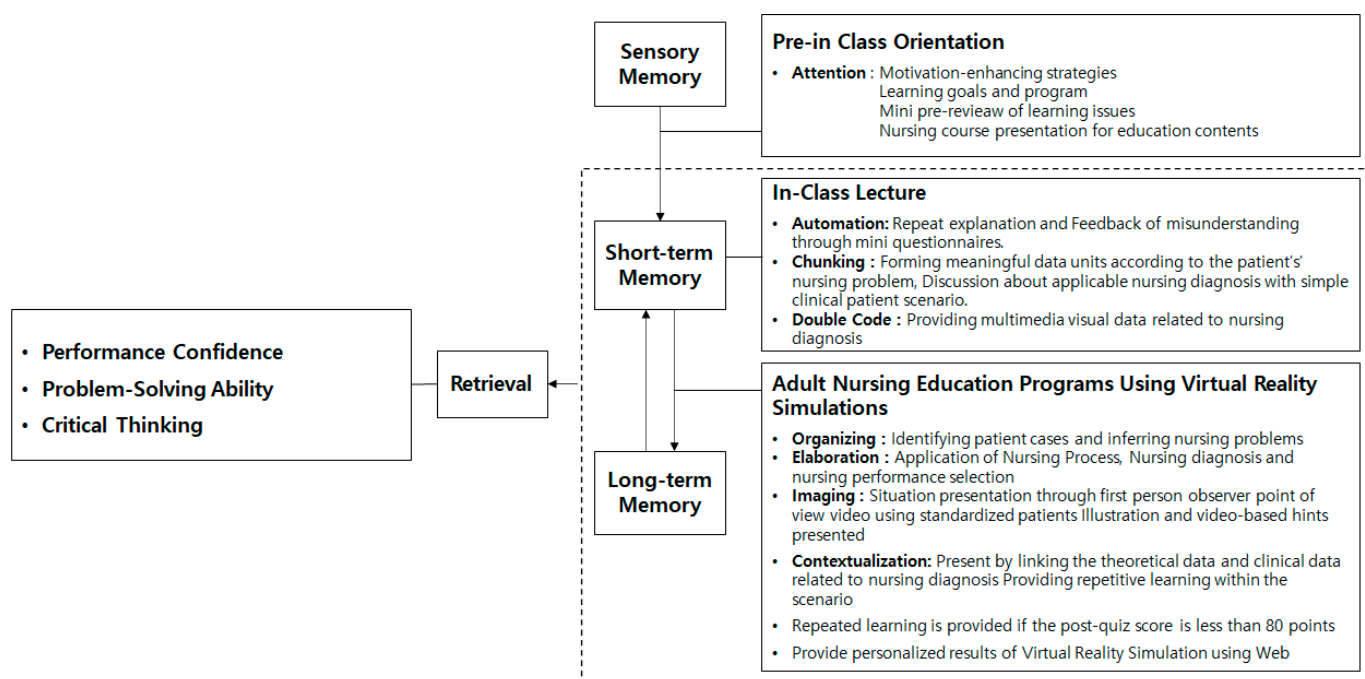 Sensory
Memory
Pre-in Class Orientation
• Attention : Motivation-enhancing strategies
Learning goals and program
Mini pre-revieaw of learning issues
Nursing course presentation for education contents
Short-term
Memory
In-Class Lecture
• Automation: Repeat explanation and Feedback of misunderstanding
through mini questionnaires.
• Chunking : Forming meaningful data units according to the patient's'
nursing problem, Discussion about applicable nursing diagnosis with simple
clinical patient scenario.
• Double Code : Providing multimedia visual data related to nursing
diagnosis
• Performance Confidence
• Problem-Solving Ability
• Critical Thinking
Retrieval
Long-term
Memory
Adult Nursing Education Programs Using Virtual Reality
Simulations
• Organizing : Identifying patient cases and inferring nursing problems
• Elaboration : Application of Nursing Process, Nursing diagnosis and
nursing performance selection
• Imaging : Situation presentation through first person observer point of
view video using standardized patients Illustration and video-based hints
presented
• Contextualization: Present by linking the theoretical data and clinical data
related to nursing diagnosis Providing repetitive learning within the
scenario
• Repeated learning is provided if the post-quiz score is less than 80 points
• Provide personalized results of Virtual Reality Simulation using Web